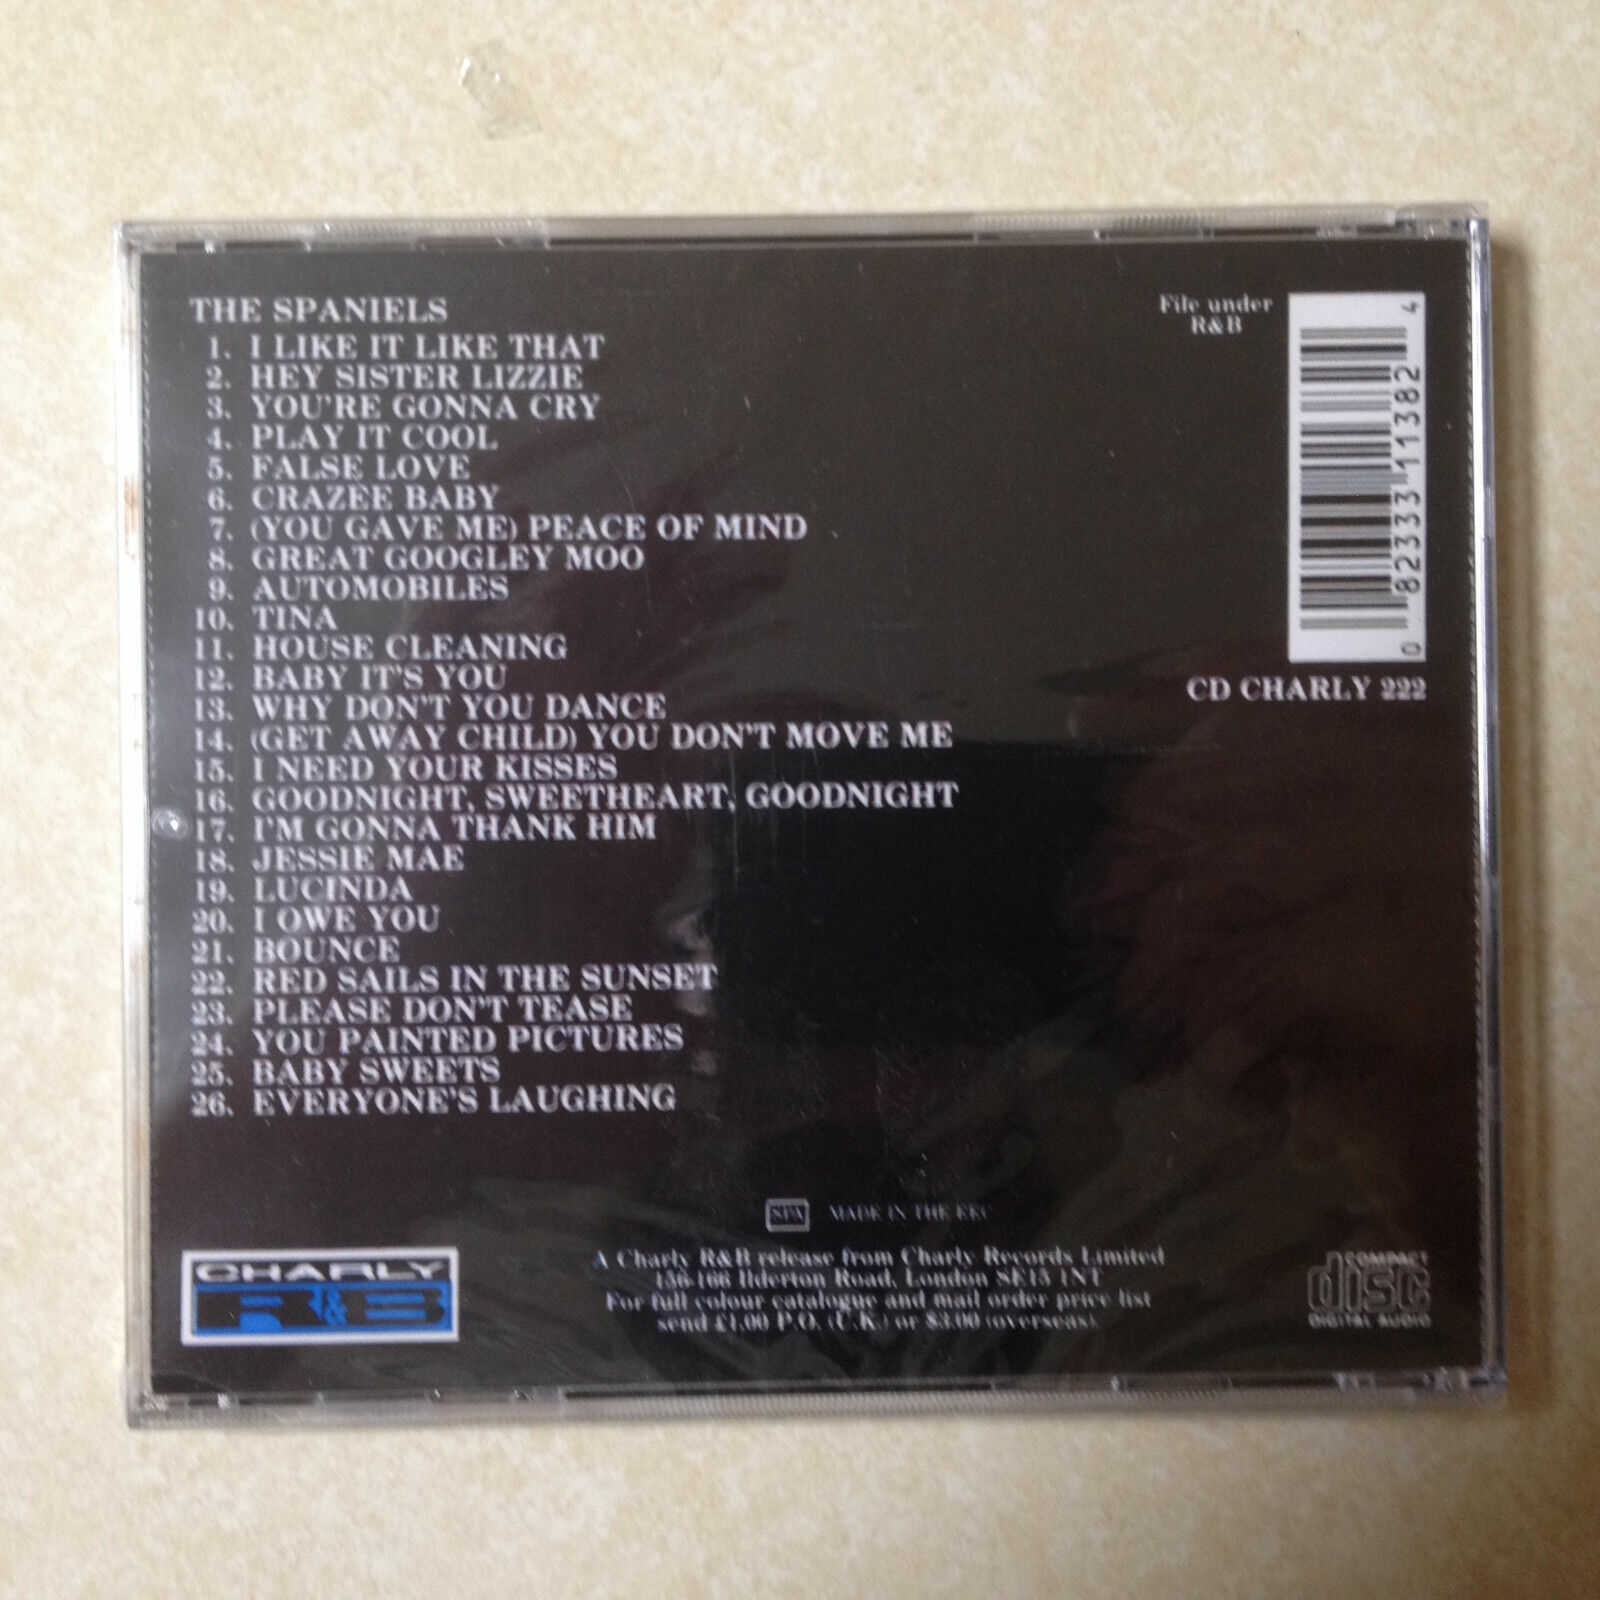 THE SPANIELS
1. I LIKE IT LIKE THAT
2. HEY SISTER LIZZIE
3. YOU'RE GONNA CRY
4. PLAY IT COOL
5. FALSE LOVE
6. CRAZEE BABY
7. (YOU GAVE ME) PEACE OF MIND
8. GREAT GOOGLEY MOO
9. AUTOMOBILES
10. TINA
11. HOUSE CLEANING
12. BABY IT'S YOU
13. WHY DON'T YOU DANCE
14. (GET AWAY CHILD) YOU DON'T MOVE ME
15. I NEED YOUR KISSES
16. GOODNIGHT, SWEETHEART, GOODNIGHT
17. I'M GONNA THANK HIM
18. JESSIE MAE
19. LUCINDA
20. I OWE YOU
21. BOUNCE
22. RED SAILS IN THE SUNSET
23. PLEASE DON'T TEASE
24. YOU PAINTED PICTURES
25. BABY SWEETS
26. EVERYONE'S LAUGHING
File under
R&B
0 82333 11382 4
CD CHARLY 222
SPA MADE IN THE EEC
A Charly R&B release from Charly Records Limited
156-166 Ilderton Road, London SE15 1NT
For full colour catalogue and mail order price list
send £1.00 P.O. (U.K.) or $3.00 (overseas).
CHARLY
R&B
COMPACT
disc
DIGITAL AUDIO